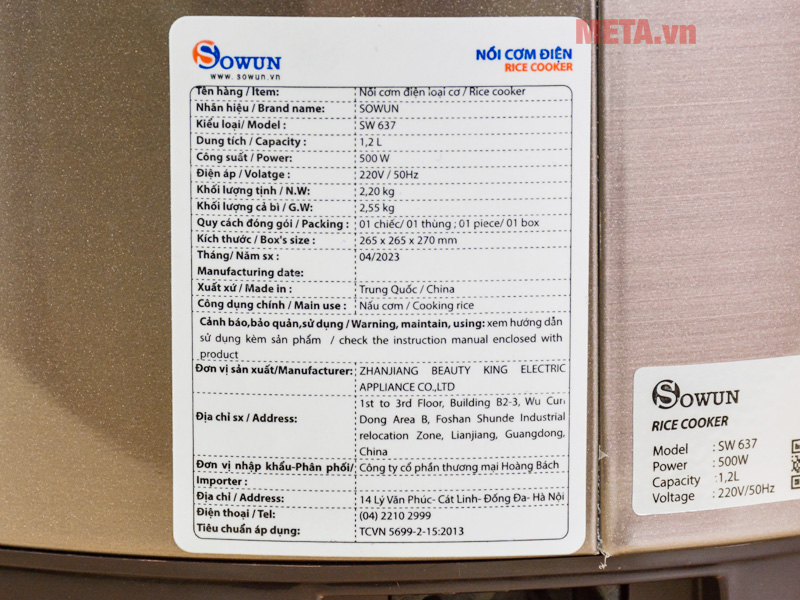 META.vn
SOWUN
www.sowun.vn
NỒI CƠM ĐIỆN
RICE COOKER
Tên hàng / Item: Nồi cơm điện loại cơ / Rice cooker
Nhãn hiệu / Brand name: SOWUN
Kiểu loại/ Model : SW 637
Dung tích / Capacity : 1,2 L
Công suất / Power: 500 W
Điện áp / Volatge : 220V / 50Hz
Khối lượng tịnh / N.W: 2,20 kg
Khối lượng cả bì / G.W: 2,55 kg
Quy cách đóng gói / Packing : 01 chiếc/ 01 thùng ; 01 piece/ 01 box
Kích thước / Box's size : 265 x 265 x 270 mm
Tháng/ Năm sx : 04/2023
Manufacturing date:
Xuất xứ / Made in : Trung Quốc / China
Công dụng chính / Main use : Nấu cơm / Cooking rice
Cảnh báo,bảo quản,sử dụng / Warning, maintain, using: xem hướng dẫn
sử dụng kèm sản phẩm / check the instruction manual enclosed with
product
Đơn vị sản xuất/Manufacturer: ZHANJIANG BEAUTY KING ELECTRIC
APPLIANCE CO.,LTD
Địa chỉ sx / Address: 1st to 3rd Floor, Building B2-3, Wu Cun
Dong Area B, Foshan Shunde Industrial
relocation Zone, Lianjiang, Guangdong,
China
Đơn vị nhập khẩu-Phân phối/ Công ty cổ phần thương mại Hoàng Bách
Importer :
Địa chỉ / Address: 14 Lý Văn Phúc- Cát Linh- Đống Đa- Hà Nội
Điện thoại / Tel: (04) 2210 2999
Tiêu chuẩn áp dụng: TCVN 5699-2-15:2013
SOWUN
RICE COOKER
Model : SW 637
Power : 500W
Capacity : 1,2L
Voltage : 220V/50Hz